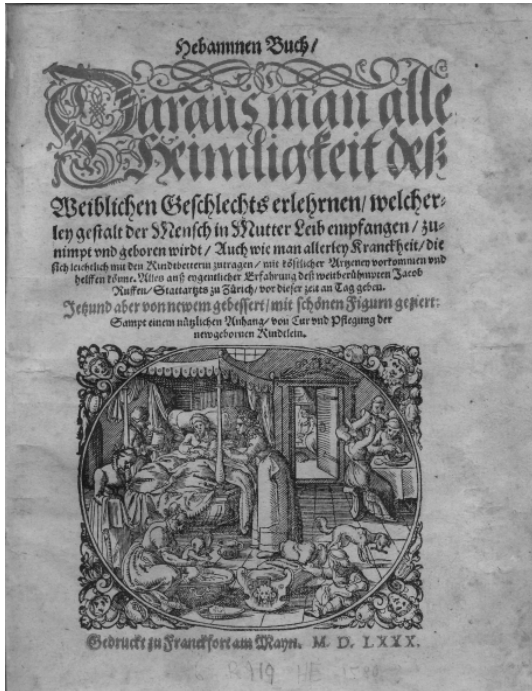 Hebammen Buch/
Daraus man alle
Heimligkeit deß
Weiblichen Geschlechts erlehrnen/ welcher-
ley gestalt der Mensch in Mutter Leib empfangen/ zu-
nimpt vnd geboren wirdt/ Auch wie man allerley Kranckheit/ die
sich leichtlich mit den Kindtbetterin zutragen/ mit köstlicher Artzeney vorkommen vnd
helffen könne. Alles auß eygentlicher Erfahrung deß weitberühmpten Jacob
Ruffen/ Stattartzts zu Zürich/ vor dieser zeit an Tag geben.
Jetzund aber von newem gebessert/ mit schönen Figurn geziert:
Sampt einem nützlichen Anhang/ von Cur vnd Pflegung der
newgebornen Kindtlein.
Gedruckt zu Franckfort am Mayn. M. D. LXXX.